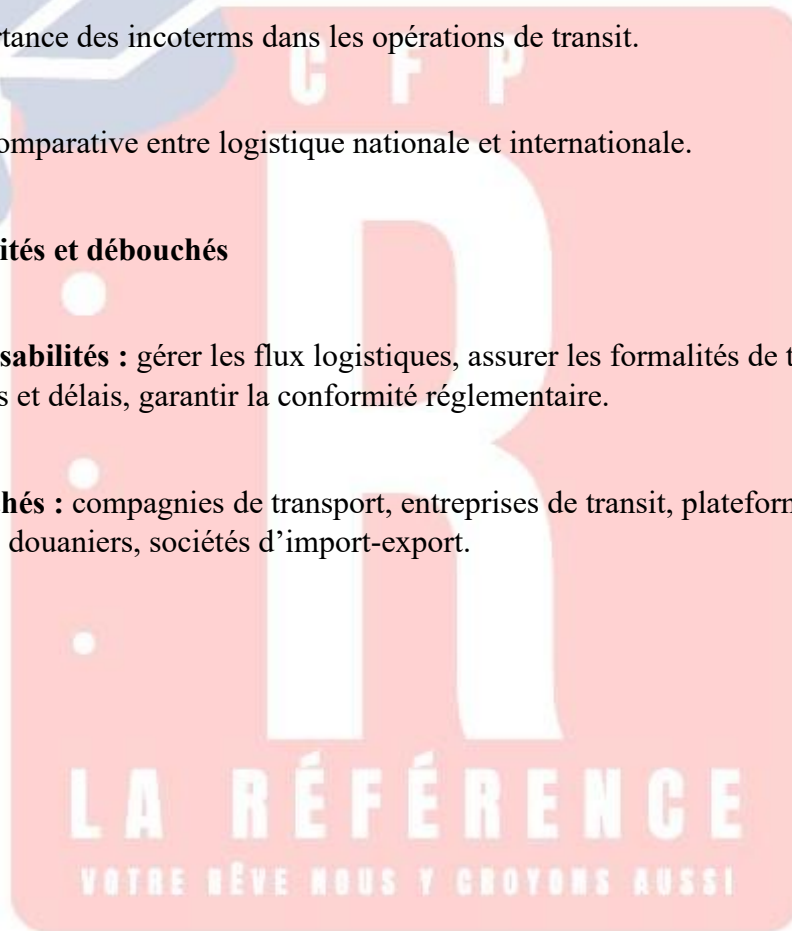 rtance des incoterms dans les opérations de transit.
omparative entre logistique nationale et internationale.
ités et débouchés
sabilités : gérer les flux logistiques, assurer les formalités de t
s et délais, garantir la conformité réglementaire.
hés : compagnies de transport, entreprises de transit, plateform
douaniers, sociétés d’import-export.
C F P
R
LA RÉFÉRENCE
VOTRE RÊVE NOUS Y CROYONS AUSSI